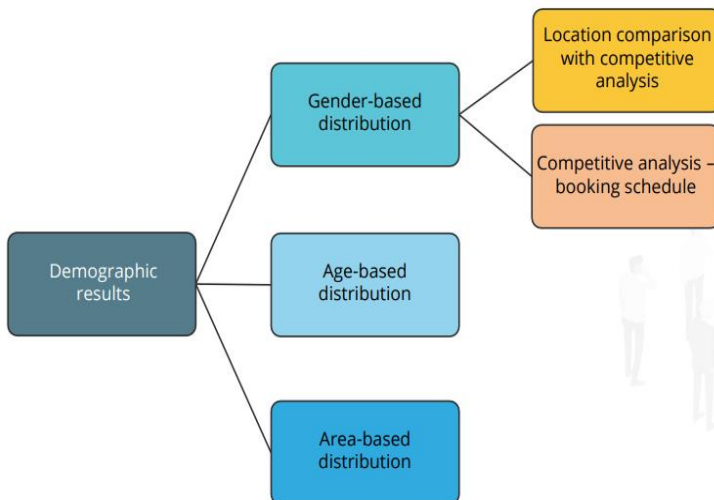 Location comparison
with competitive
analysis
Gender-based
distribution
Competitive analysis –
booking schedule
Demographic
results
Age-based
distribution
Area-based
distribution